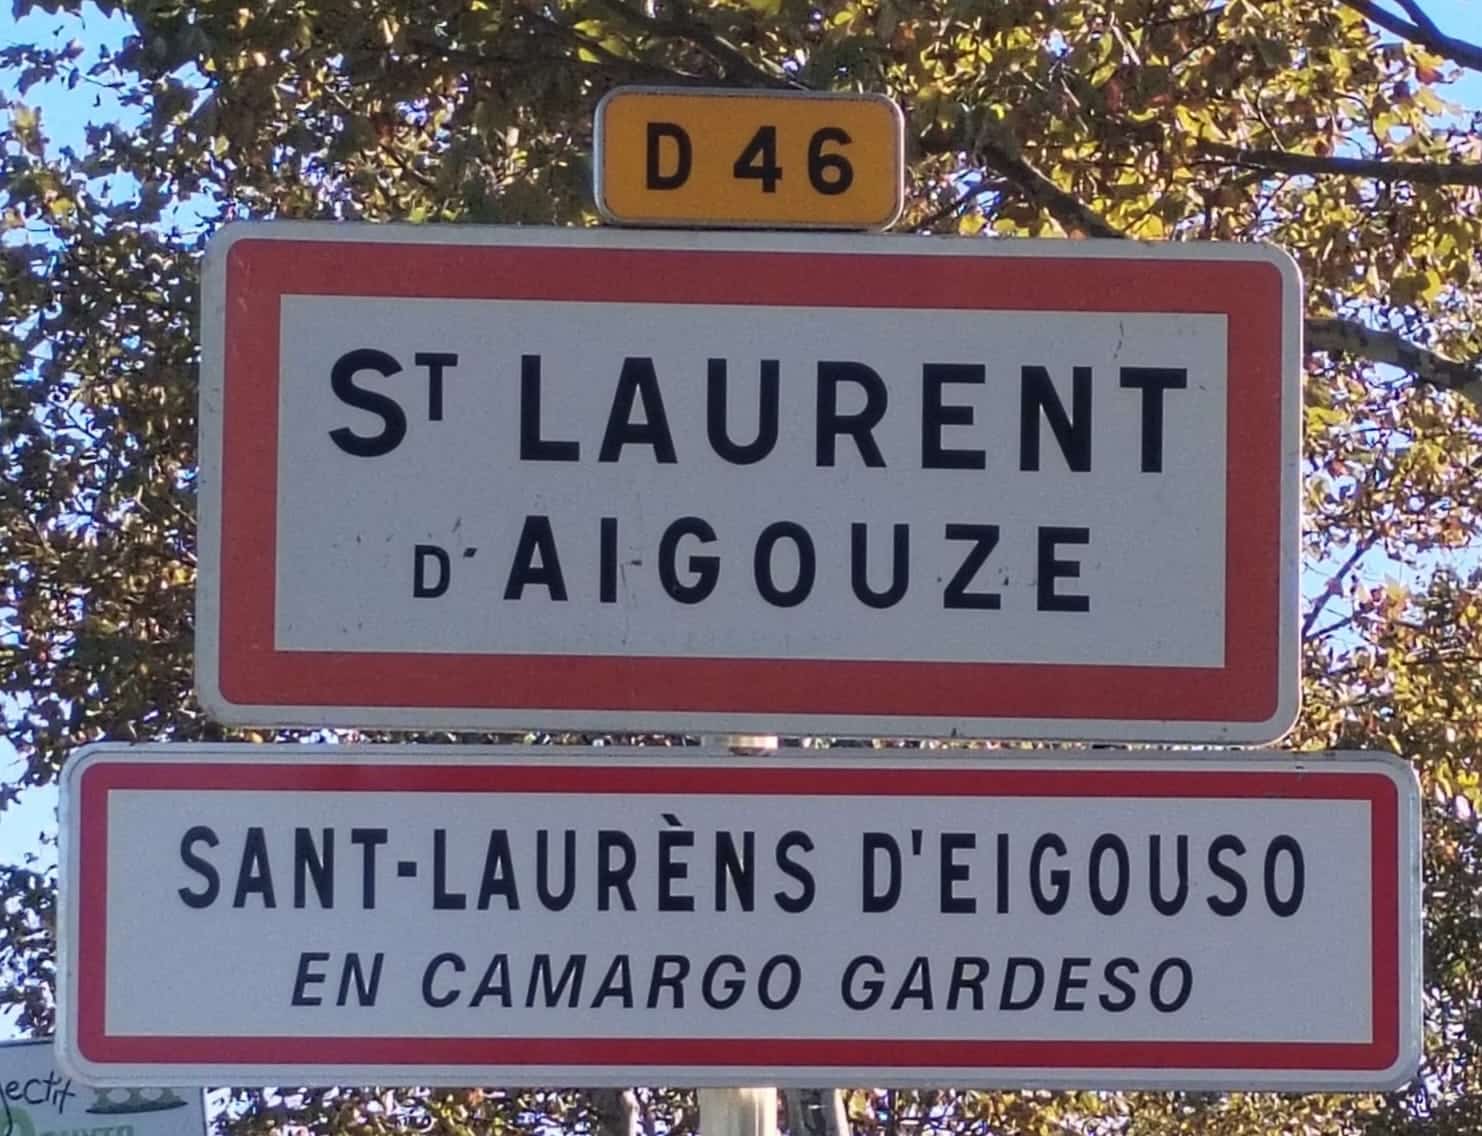 D 46
ST LAURENT
D'AIGOUZE
SANT-LAURÈNS D'EIGOUSO
EN CAMARGO GARDESO